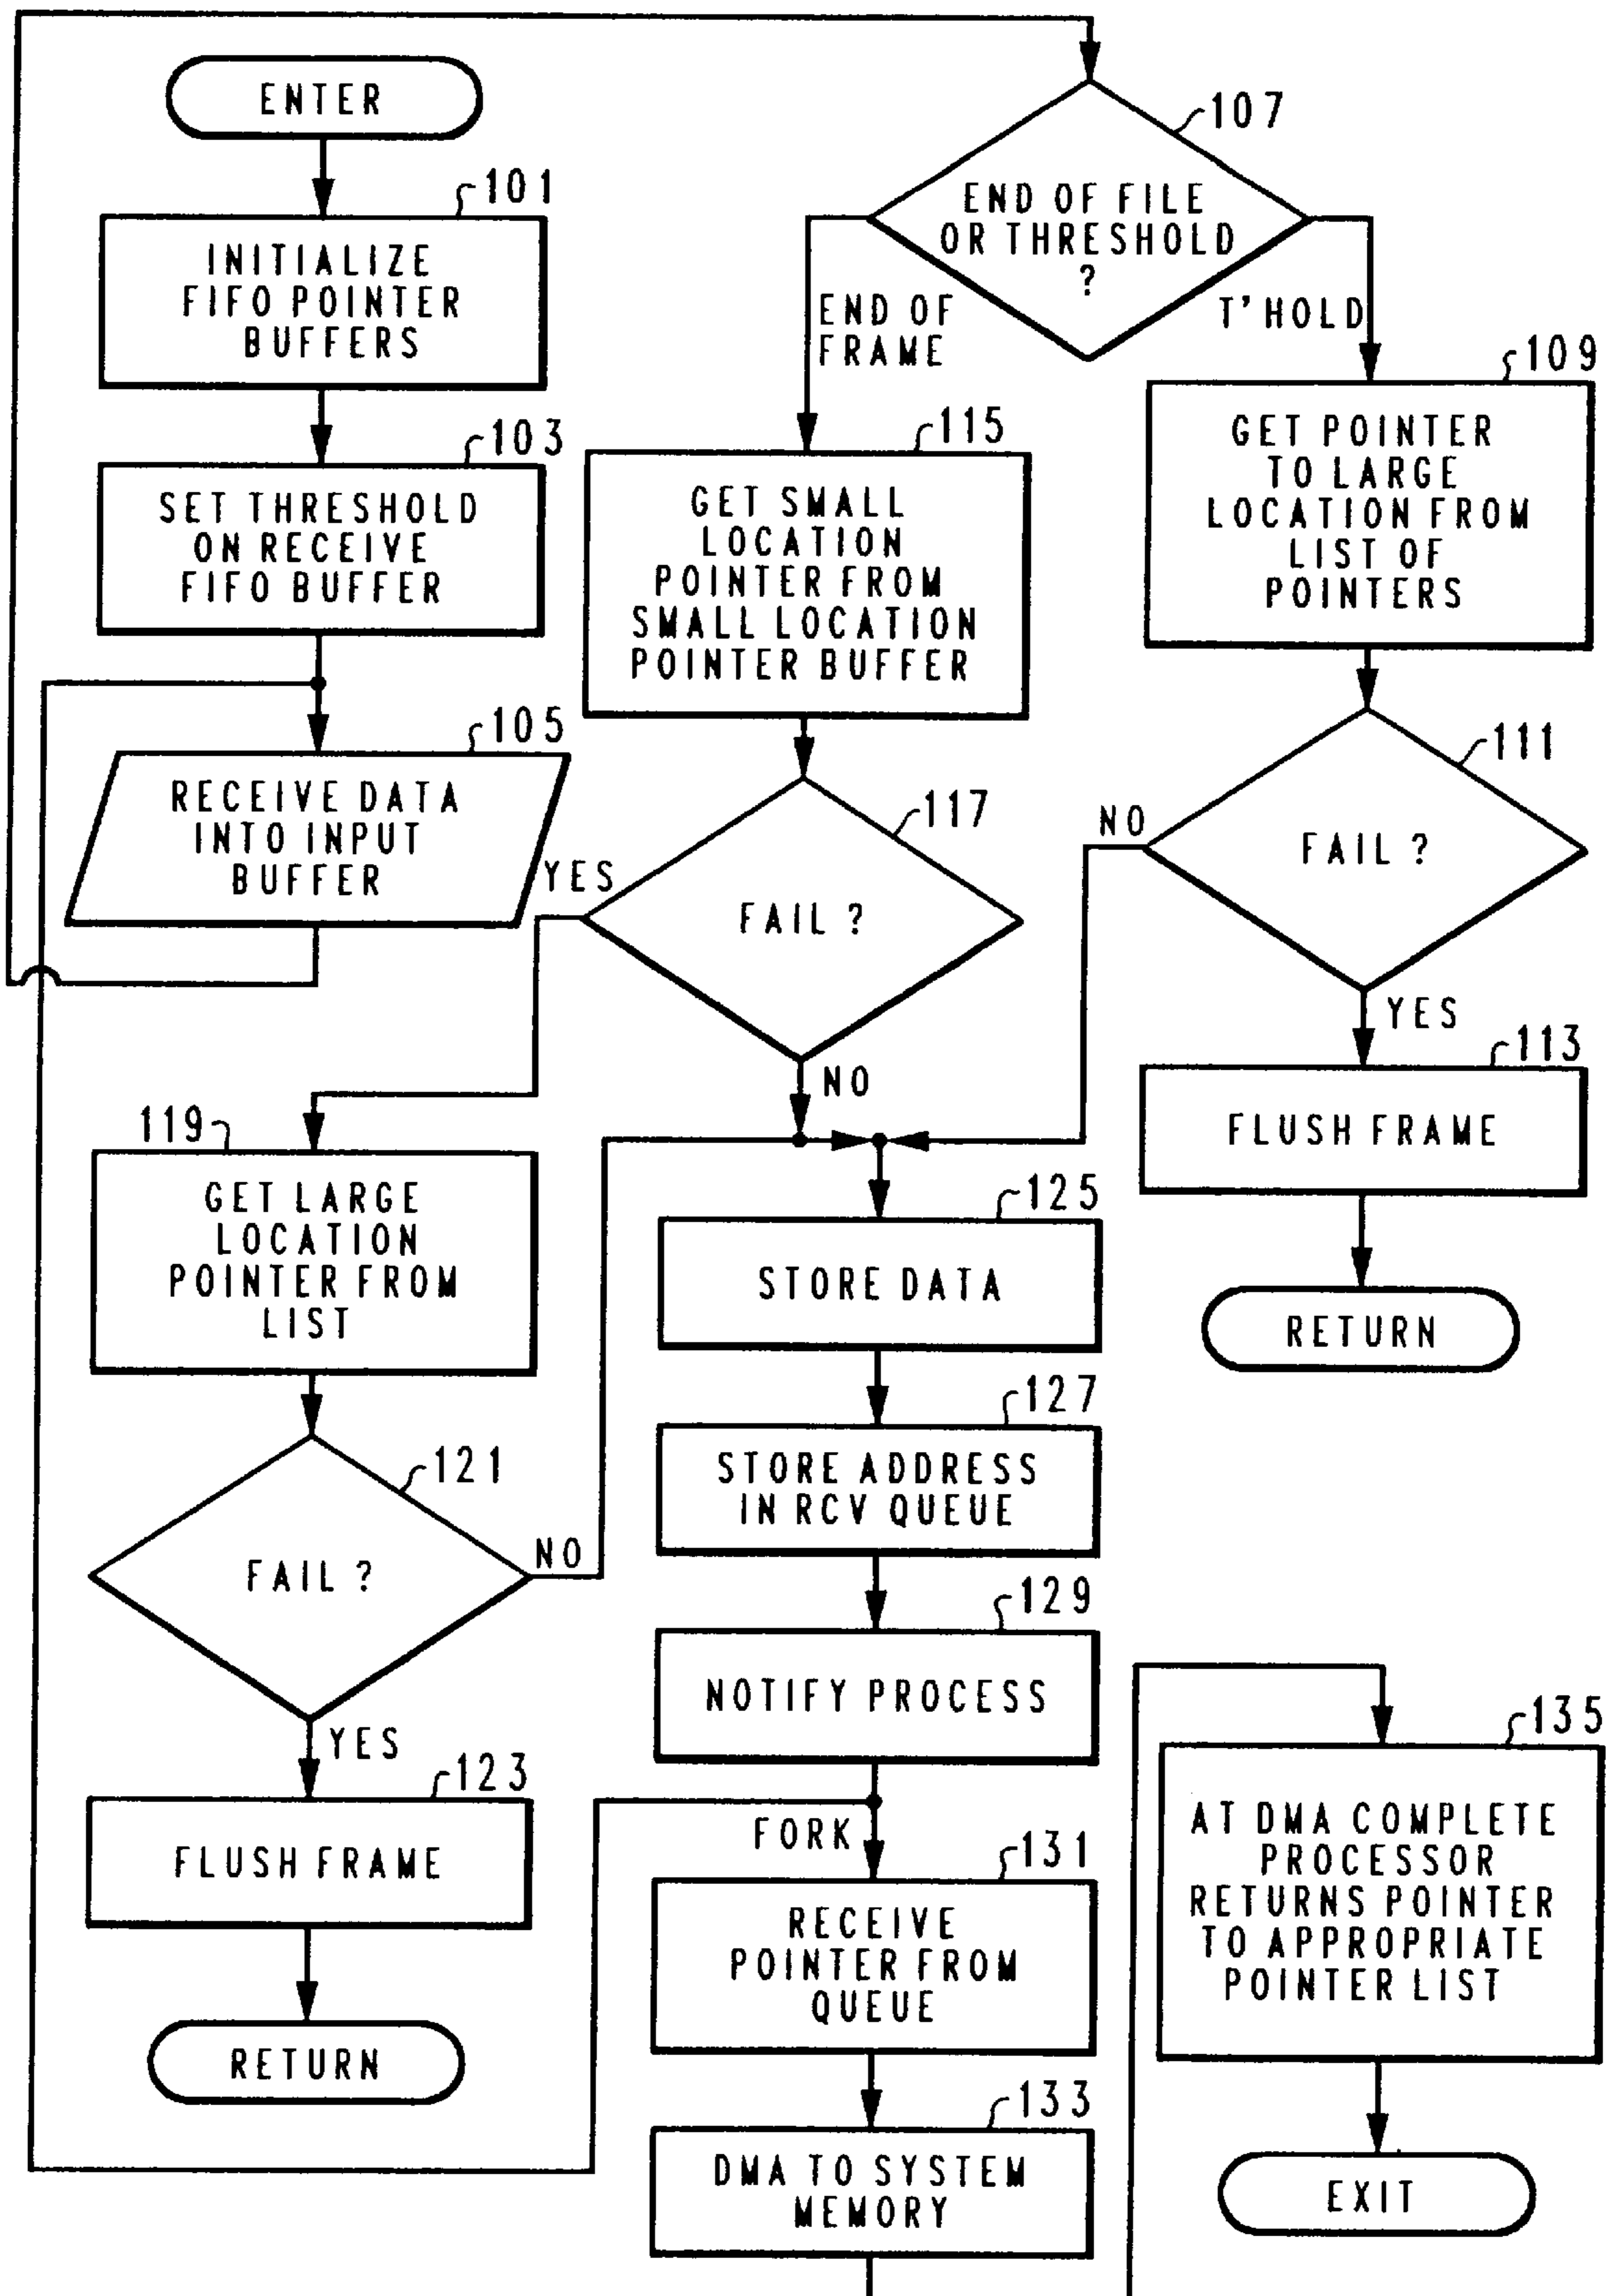 ENTER
101
INITIALIZE
FIFO POINTER
BUFFERS
103
SET THRESHOLD
ON RECEIVE
FIFO BUFFER
105
RECEIVE DATA
INTO INPUT
BUFFER
107
END OF FILE
OR THRESHOLD
?
END OF
FRAME
T'HOLD
109
GET POINTER
TO LARGE
LOCATION FROM
LIST OF
POINTERS
111
FAIL ?
NO
YES
113
FLUSH FRAME
RETURN
115
GET SMALL
LOCATION
POINTER FROM
SMALL LOCATION
POINTER BUFFER
117
FAIL ?
YES
NO
119
GET LARGE
LOCATION
POINTER FROM
LIST
121
FAIL ?
NO
YES
123
FLUSH FRAME
RETURN
125
STORE DATA
127
STORE ADDRESS
IN RCV QUEUE
129
NOTIFY PROCESS
FORK
131
RECEIVE
POINTER FROM
QUEUE
133
DMA TO SYSTEM
MEMORY
135
AT DMA COMPLETE
PROCESSOR
RETURNS POINTER
TO APPROPRIATE
POINTER LIST
EXIT